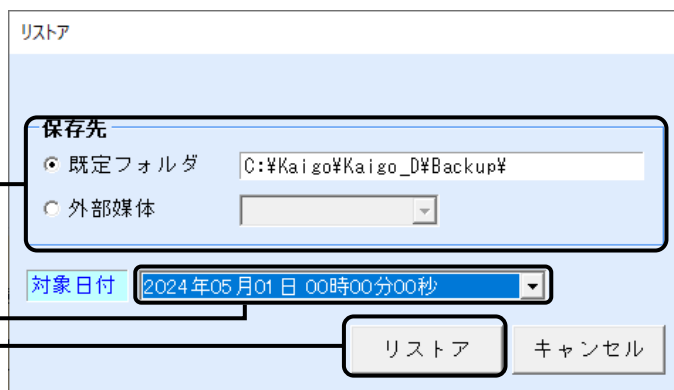 リストア
保存先
既定フォルダ C:¥Kaigo¥Kaigo_D¥Backup¥
外部媒体
対象日付 2024年05月01日 00時00分00秒
リストア キャンセル